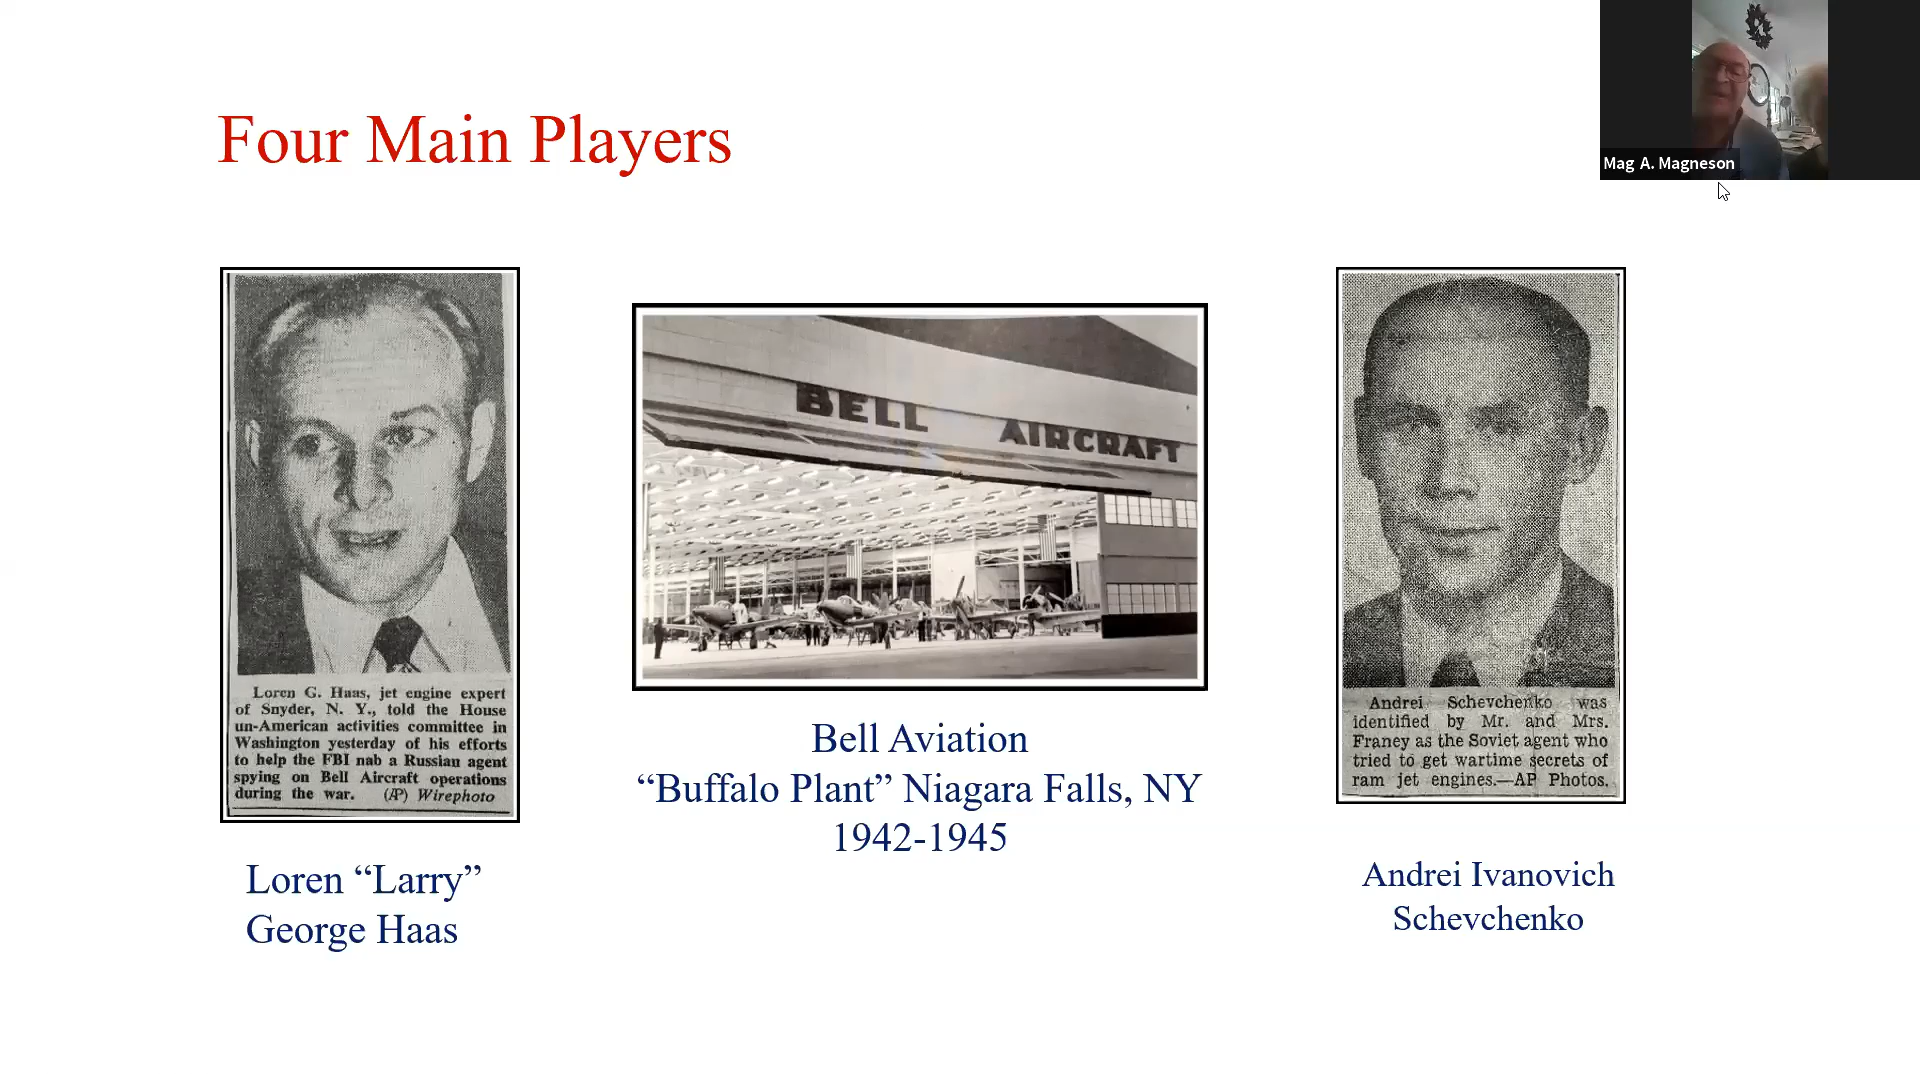 Four Main Players
Mag A. Magneson
BELL AIRCRAFT
Loren G. Haas, jet engine expert
of Snyder, N. Y., told the House
un-American activities committee in
Washington yesterday of his efforts
to help the FBI nab a Russian agent
spying on Bell Aircraft operations
during the war. (AP) Wirephoto
Andrei Schevchenko was
identified by Mr. and Mrs.
Franey as the Soviet agent who
tried to get wartime secrets of
ram jet engines.—AP Photos.
Bell Aviation
“Buffalo Plant” Niagara Falls, NY
1942-1945
Loren “Larry”
George Haas
Andrei Ivanovich
Schevchenko